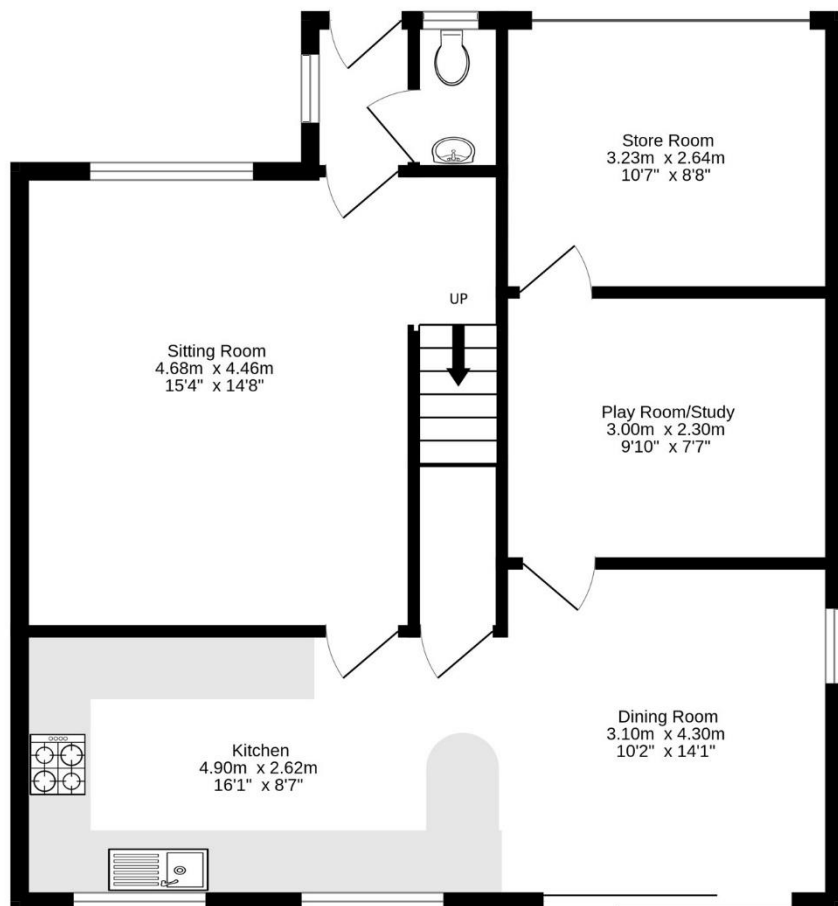 Store Room
3.23m x 2.64m
10'7" x 8'8"
UP
Sitting Room
4.68m x 4.46m
15'4" x 14'8"
Play Room/Study
3.00m x 2.30m
9'10" x 7'7"
Dining Room
3.10m x 4.30m
10'2" x 14'1"
Kitchen
4.90m x 2.62m
16'1" x 8'7"